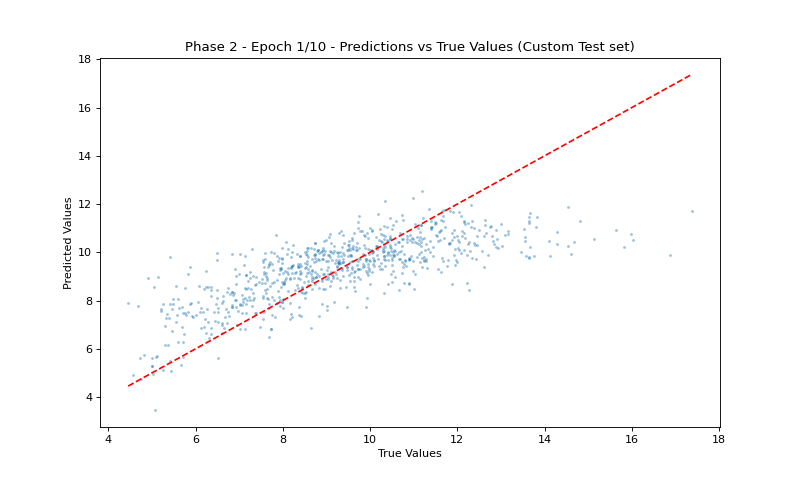 Phase 2 - Epoch 1/10 - Predictions vs True Values (Custom Test set)
18
16
14
12
10
8
6
4
Predicted Values
4 6 8 10 12 14 16 18
True Values